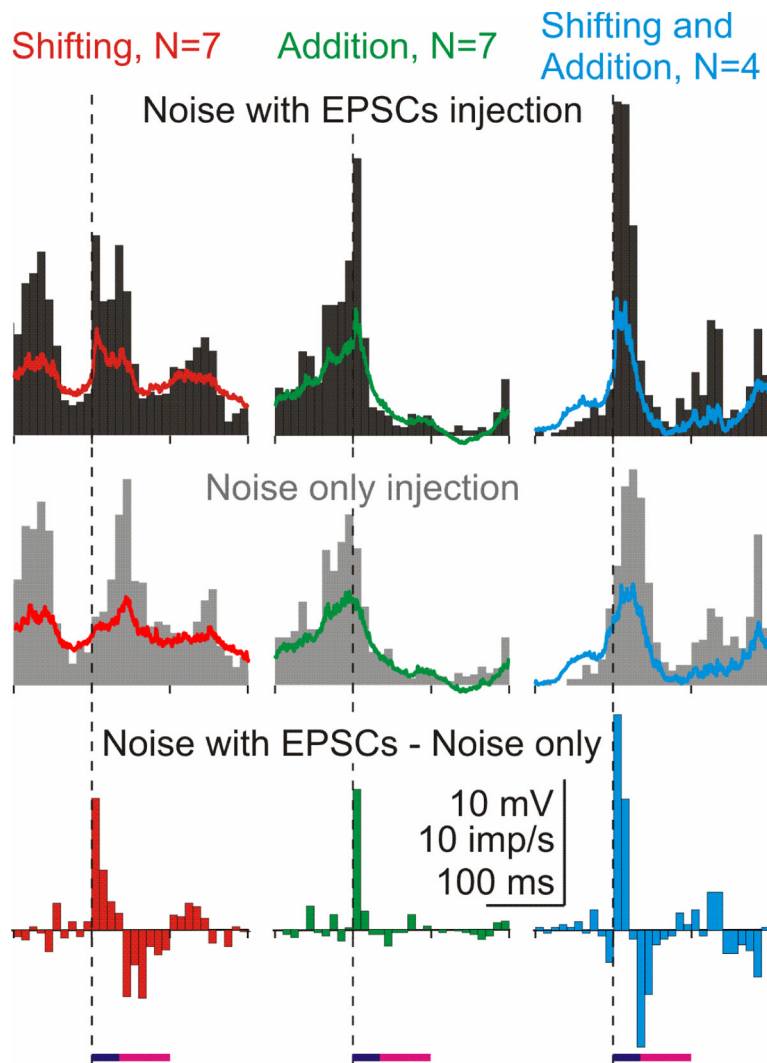 Shifting, N=7
Addition, N=7
Shifting and
Addition, N=4
Noise with EPSCs injection
Noise only injection
Noise with EPSCs - Noise only
10 mV
10 imp/s
100 ms